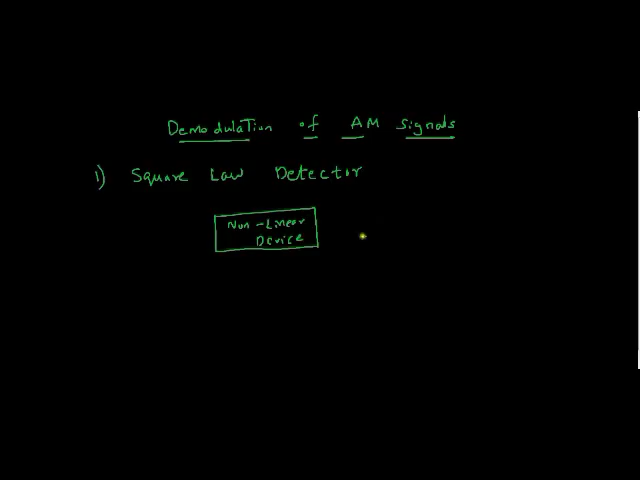 Demodulation of AM signals
1) Square Law Detector
Non-Linear
Device